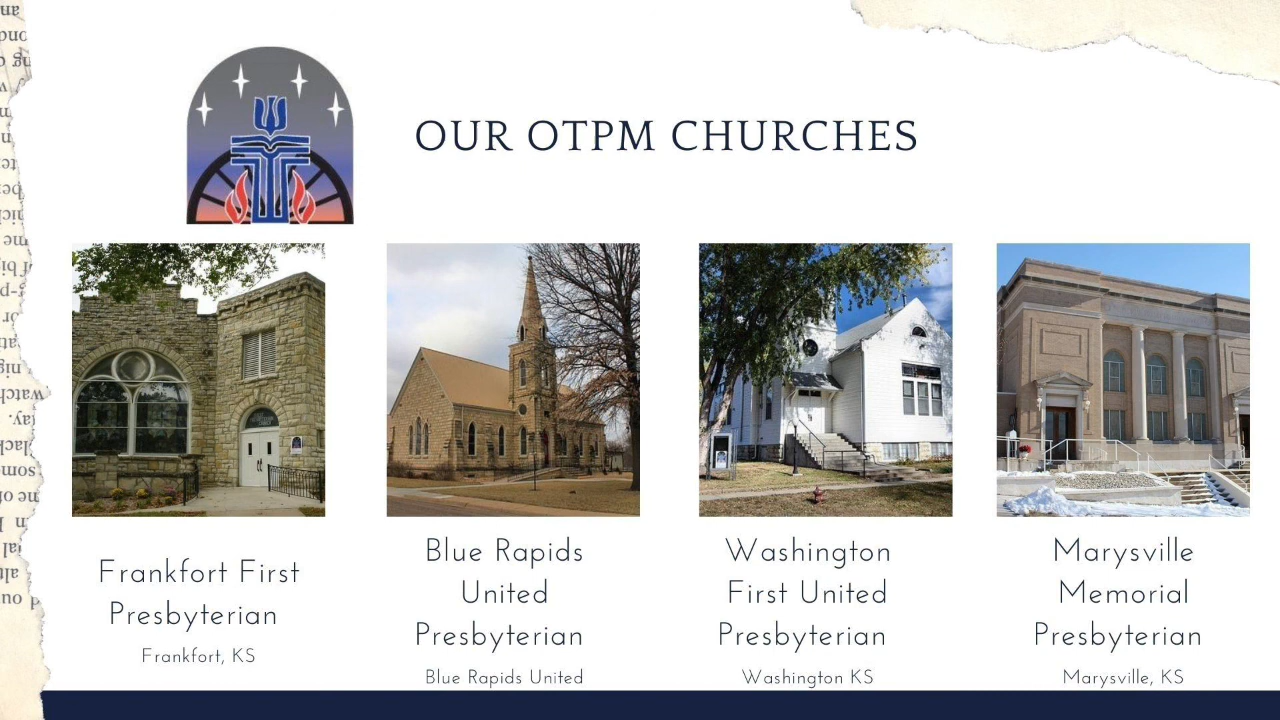 OUR OTPM CHURCHES
Frankfort First
Presbyterian
Frankfort, KS
Blue Rapids
United
Presbyterian
Blue Rapids United
Washington
First United
Presbyterian
Washington KS
Marysville
Memorial
Presbyterian
Marysville, KS